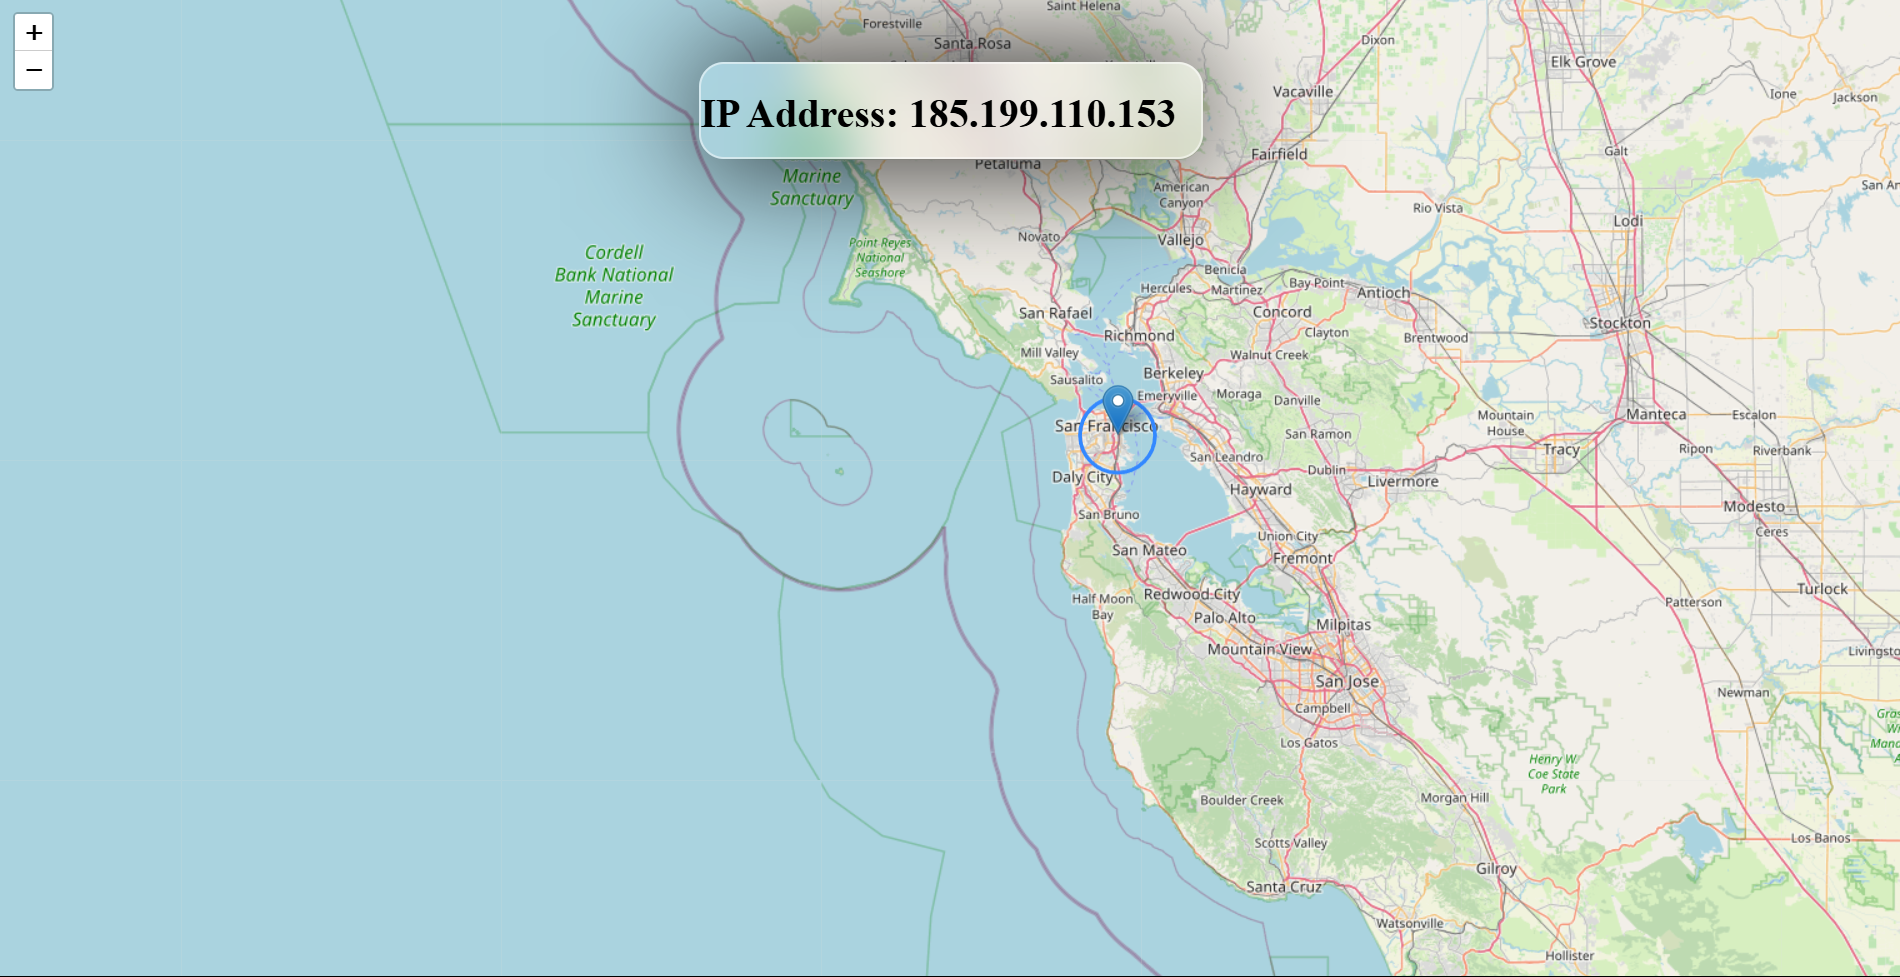 +
−
Saint Helena
Forestville
Santa Rosa
Dixon
Elk Grove
Vacaville
Ione
Jackson
IP Address: 185.199.110.153
Petaluma
Fairfield
Galt
Marine
Sanctuary
American
Canyon
San An
Rio Vista
Lodi
Cordell
Bank National
Marine
Sanctuary
Point Reyes
National
Seashore
Novato
Vallejo
Benicia
Hercules
Martinez
Bay Point
Antioch
San Rafael
Concord
Stockton
Richmond
Clayton
Brentwood
Mill Valley
Walnut Creek
Sausalito
Berkeley
Emeryville
Moraga
Danville
Mountain
House
Manteca
Escalon
San Francisco
San Ramon
Tracy
Ripon
Riverbank
San Leandro
Dublin
Daly City
Livermore
Hayward
Modesto
San Bruno
Ceres
Union City
San Mateo
Fremont
Turlock
Half Moon
Bay
Redwood City
Patterson
Palo Alto
Milpitas
Mountain View
Livingsto
San Jose
Newman
Campbell
Gras
Wi
Mana
A
Los Gatos
Henry W.
Coe State
Park
Boulder Creek
Morgan Hill
Scotts Valley
Los Banos
Gilroy
Santa Cruz
Watsonville
Hollister